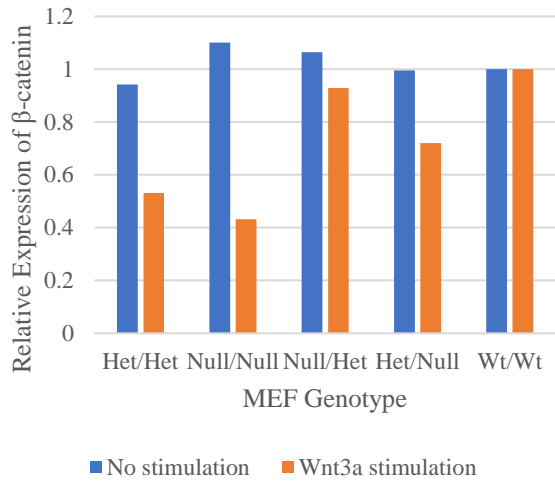 Relative Expression of β-catenin
1.2
1
0.8
0.6
0.4
0.2
0
Het/Het Null/Null Null/Het Het/Null Wt/Wt
MEF Genotype
No stimulation Wnt3a stimulation